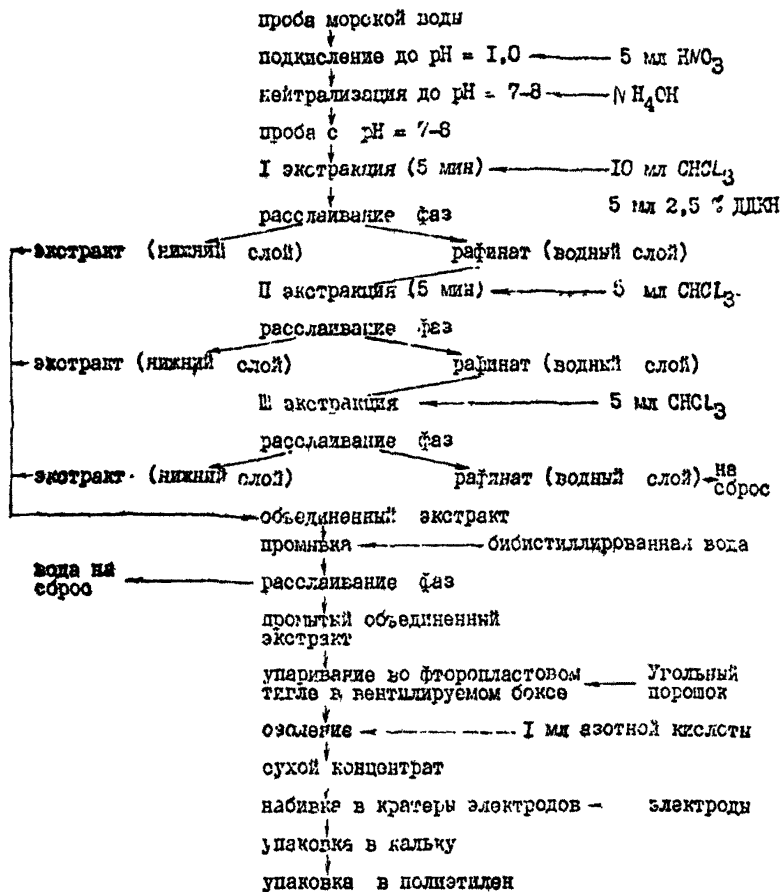 проба морской воды
подкисление до pH = I,0 5 мл HNO3
нейтрализация до pH = 7-8 NH4OH
проба с pH = 7-8
I экстракция (5 мин) IO мл CHCL3
5 мл 2,5 % ДДКН
расслаивание фаз
экстракт (нижний слой) рафинат (водный слой)
II экстракция (5 мин) 5 мл CHCL3
расслаивание фаз
экстракт (нижний слой) рафинат (водный слой)
Ш экстракция 5 мл CHCL3
расслаивание фаз
экстракт (нижний слой) рафинат (водный слой) на
сброс
объединенный экстракт
промывка бибистиллированная вода
вода на
сброс
расслаивание фаз
промытый объединенный
экстракт
упаривание во фторопластовом Угольный
тигле в вентилируемом боксе порошок
озоление I мл азотной кислоты
сухой концентрат
набивка в кратеры электродов электроды
упаковка в кальку
упаковка в полиэтилен